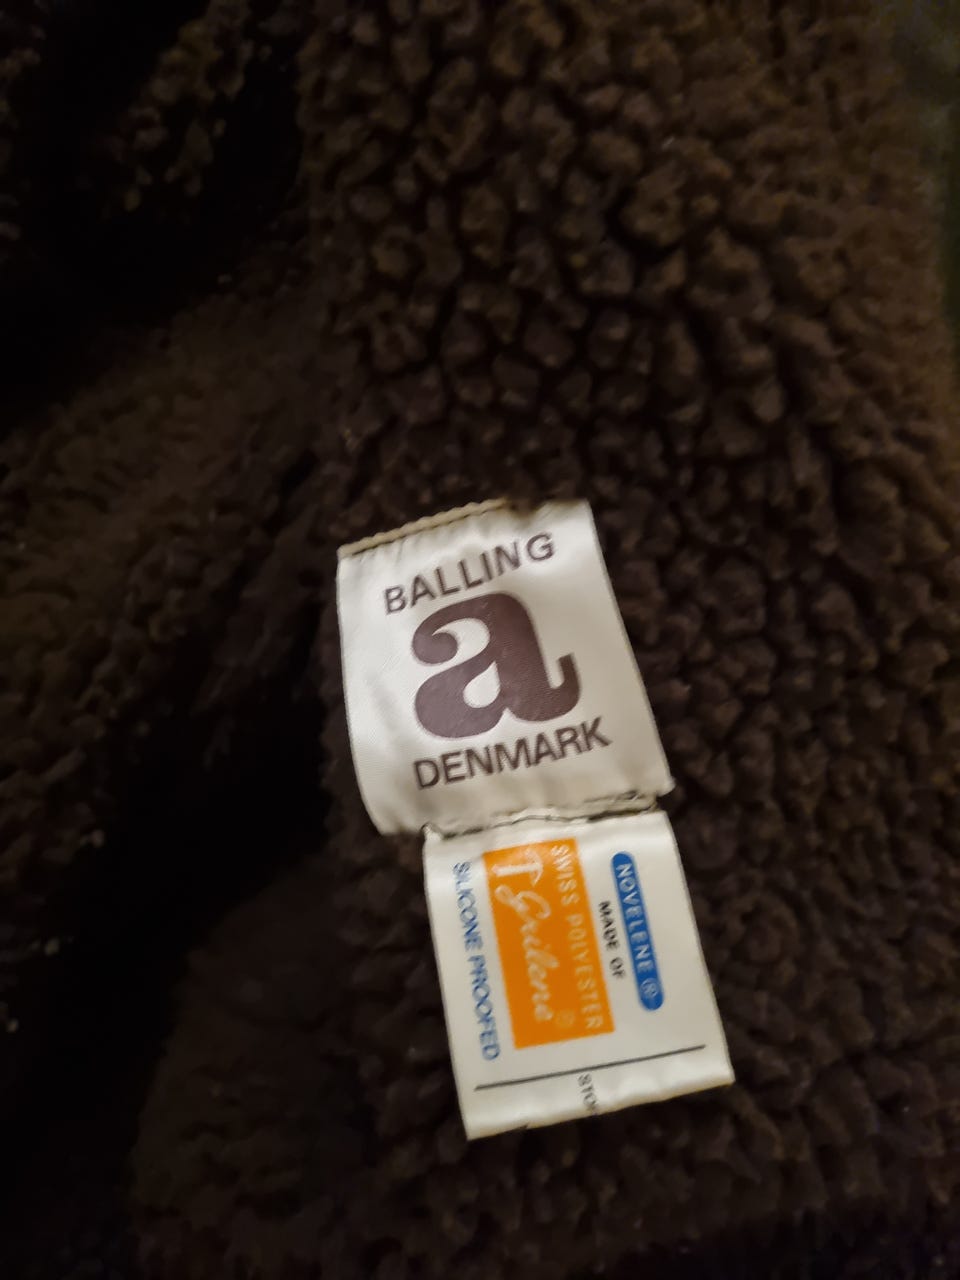 BALLING
a
DENMARK
NOVELENE ®
MADE OF
SWISS POLYESTER
Grilene ®
SILICONE PROOFED